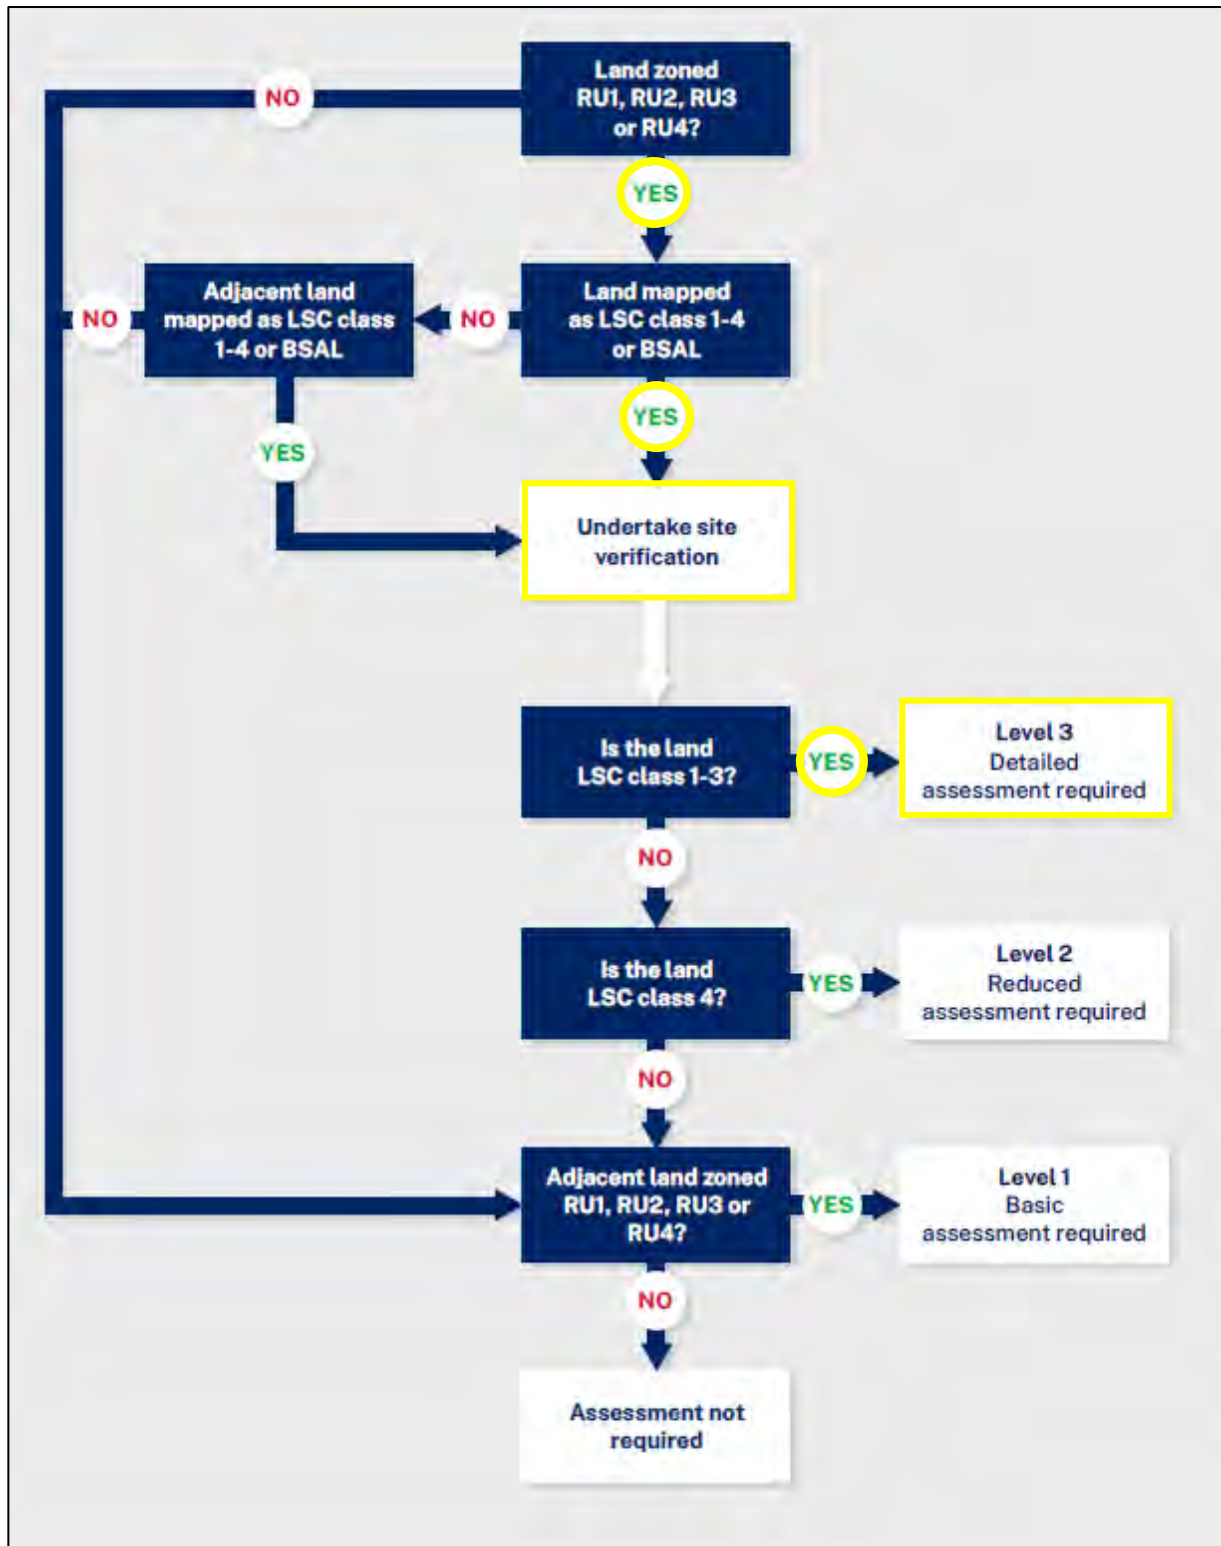 Land zoned
RU1, RU2, RU3
or RU4?
NO
YES
Adjacent land
mapped as LSC class
1-4 or BSAL
Land mapped
as LSC class 1-4
or BSAL
NO
NO
YES
YES
Undertake site
verification
Is the land
LSC class 1-3?
YES
Level 3
Detailed
assessment required
NO
Is the land
LSC class 4?
YES
Level 2
Reduced
assessment required
NO
Adjacent land zoned
RU1, RU2, RU3 or
RU4?
YES
Level 1
Basic
assessment required
NO
Assessment not
required